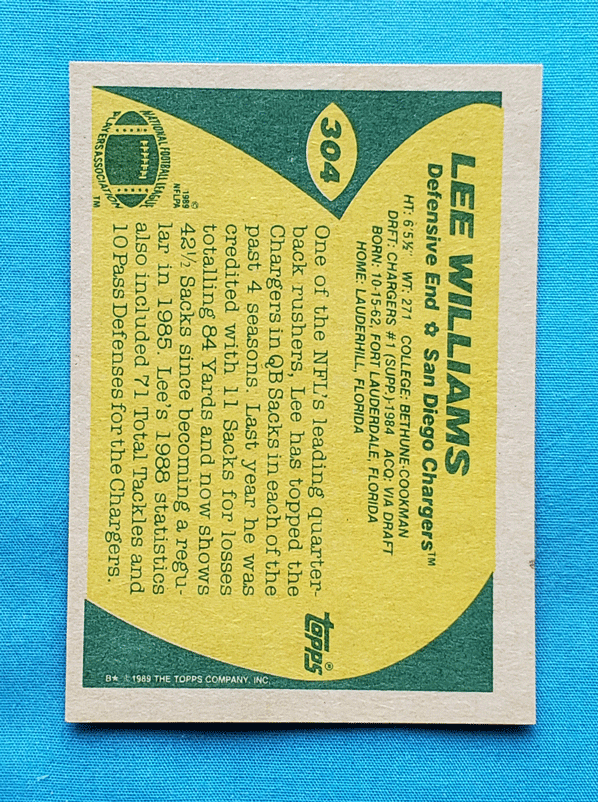 304
LEE WILLIAMS
Defensive End ✩ San Diego Chargers™
HT: 6'5½" WT: 271 COLLEGE: BETHUNE-COOKMAN
DRFT: CHARGERS #1 (SUPP.)-1984 ACQ: VIA DRAFT
BORN: 10-15-62, FORT LAUDERDALE, FLORIDA
HOME: LAUDERHILL, FLORIDA
One of the NFL's leading quarter-
back rushers, Lee has topped the
Chargers in QB Sacks in each of the
past 4 seasons. Last year he was
credited with 11 Sacks for losses
totalling 84 Yards and now shows
42½ Sacks since becoming a regu-
lar in 1985. Lee's 1988 statistics
also included 71 Total Tackles and
10 Pass Defenses for the Chargers.
NATIONAL FOOTBALL LEAGUE
PLAYERS ASSOCIATION
™
©
1989
NFLPA
TOPPS®
B★ ©1989 THE TOPPS COMPANY, INC.